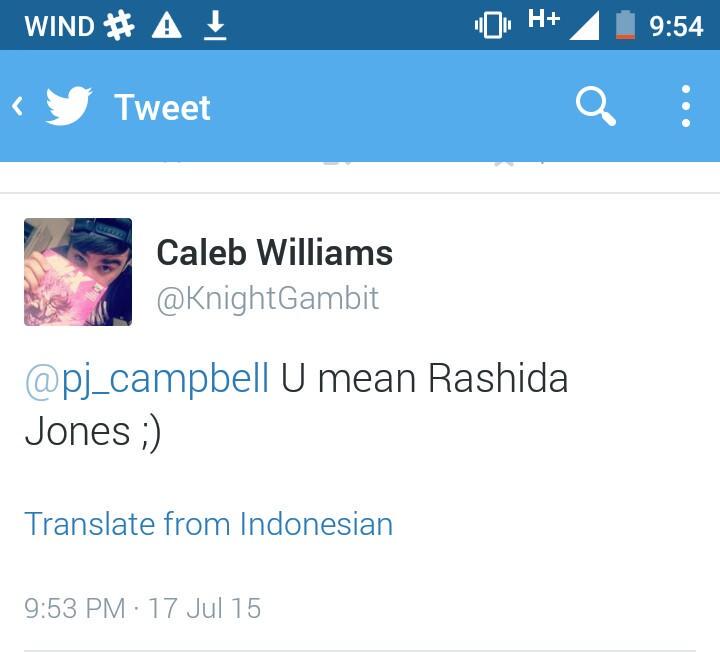 WIND H+ 9:54
Tweet
Caleb Williams
@KnightGambit
@pj_campbell U mean Rashida
Jones ;)
Translate from Indonesian
9:53 PM · 17 Jul 15